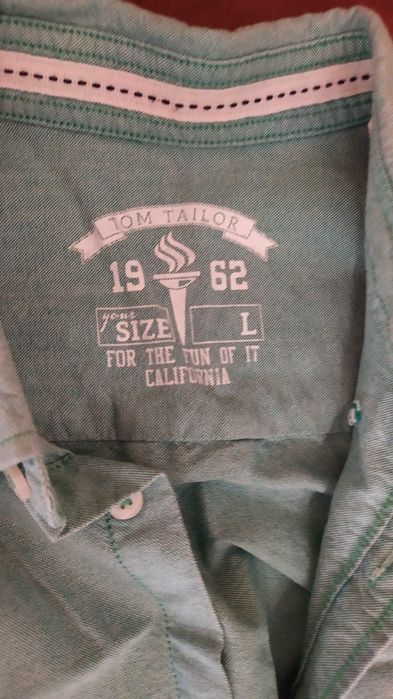 TOM TAILOR
19 62
your SIZE L
FOR THE FUN OF IT
CALIFORNIA